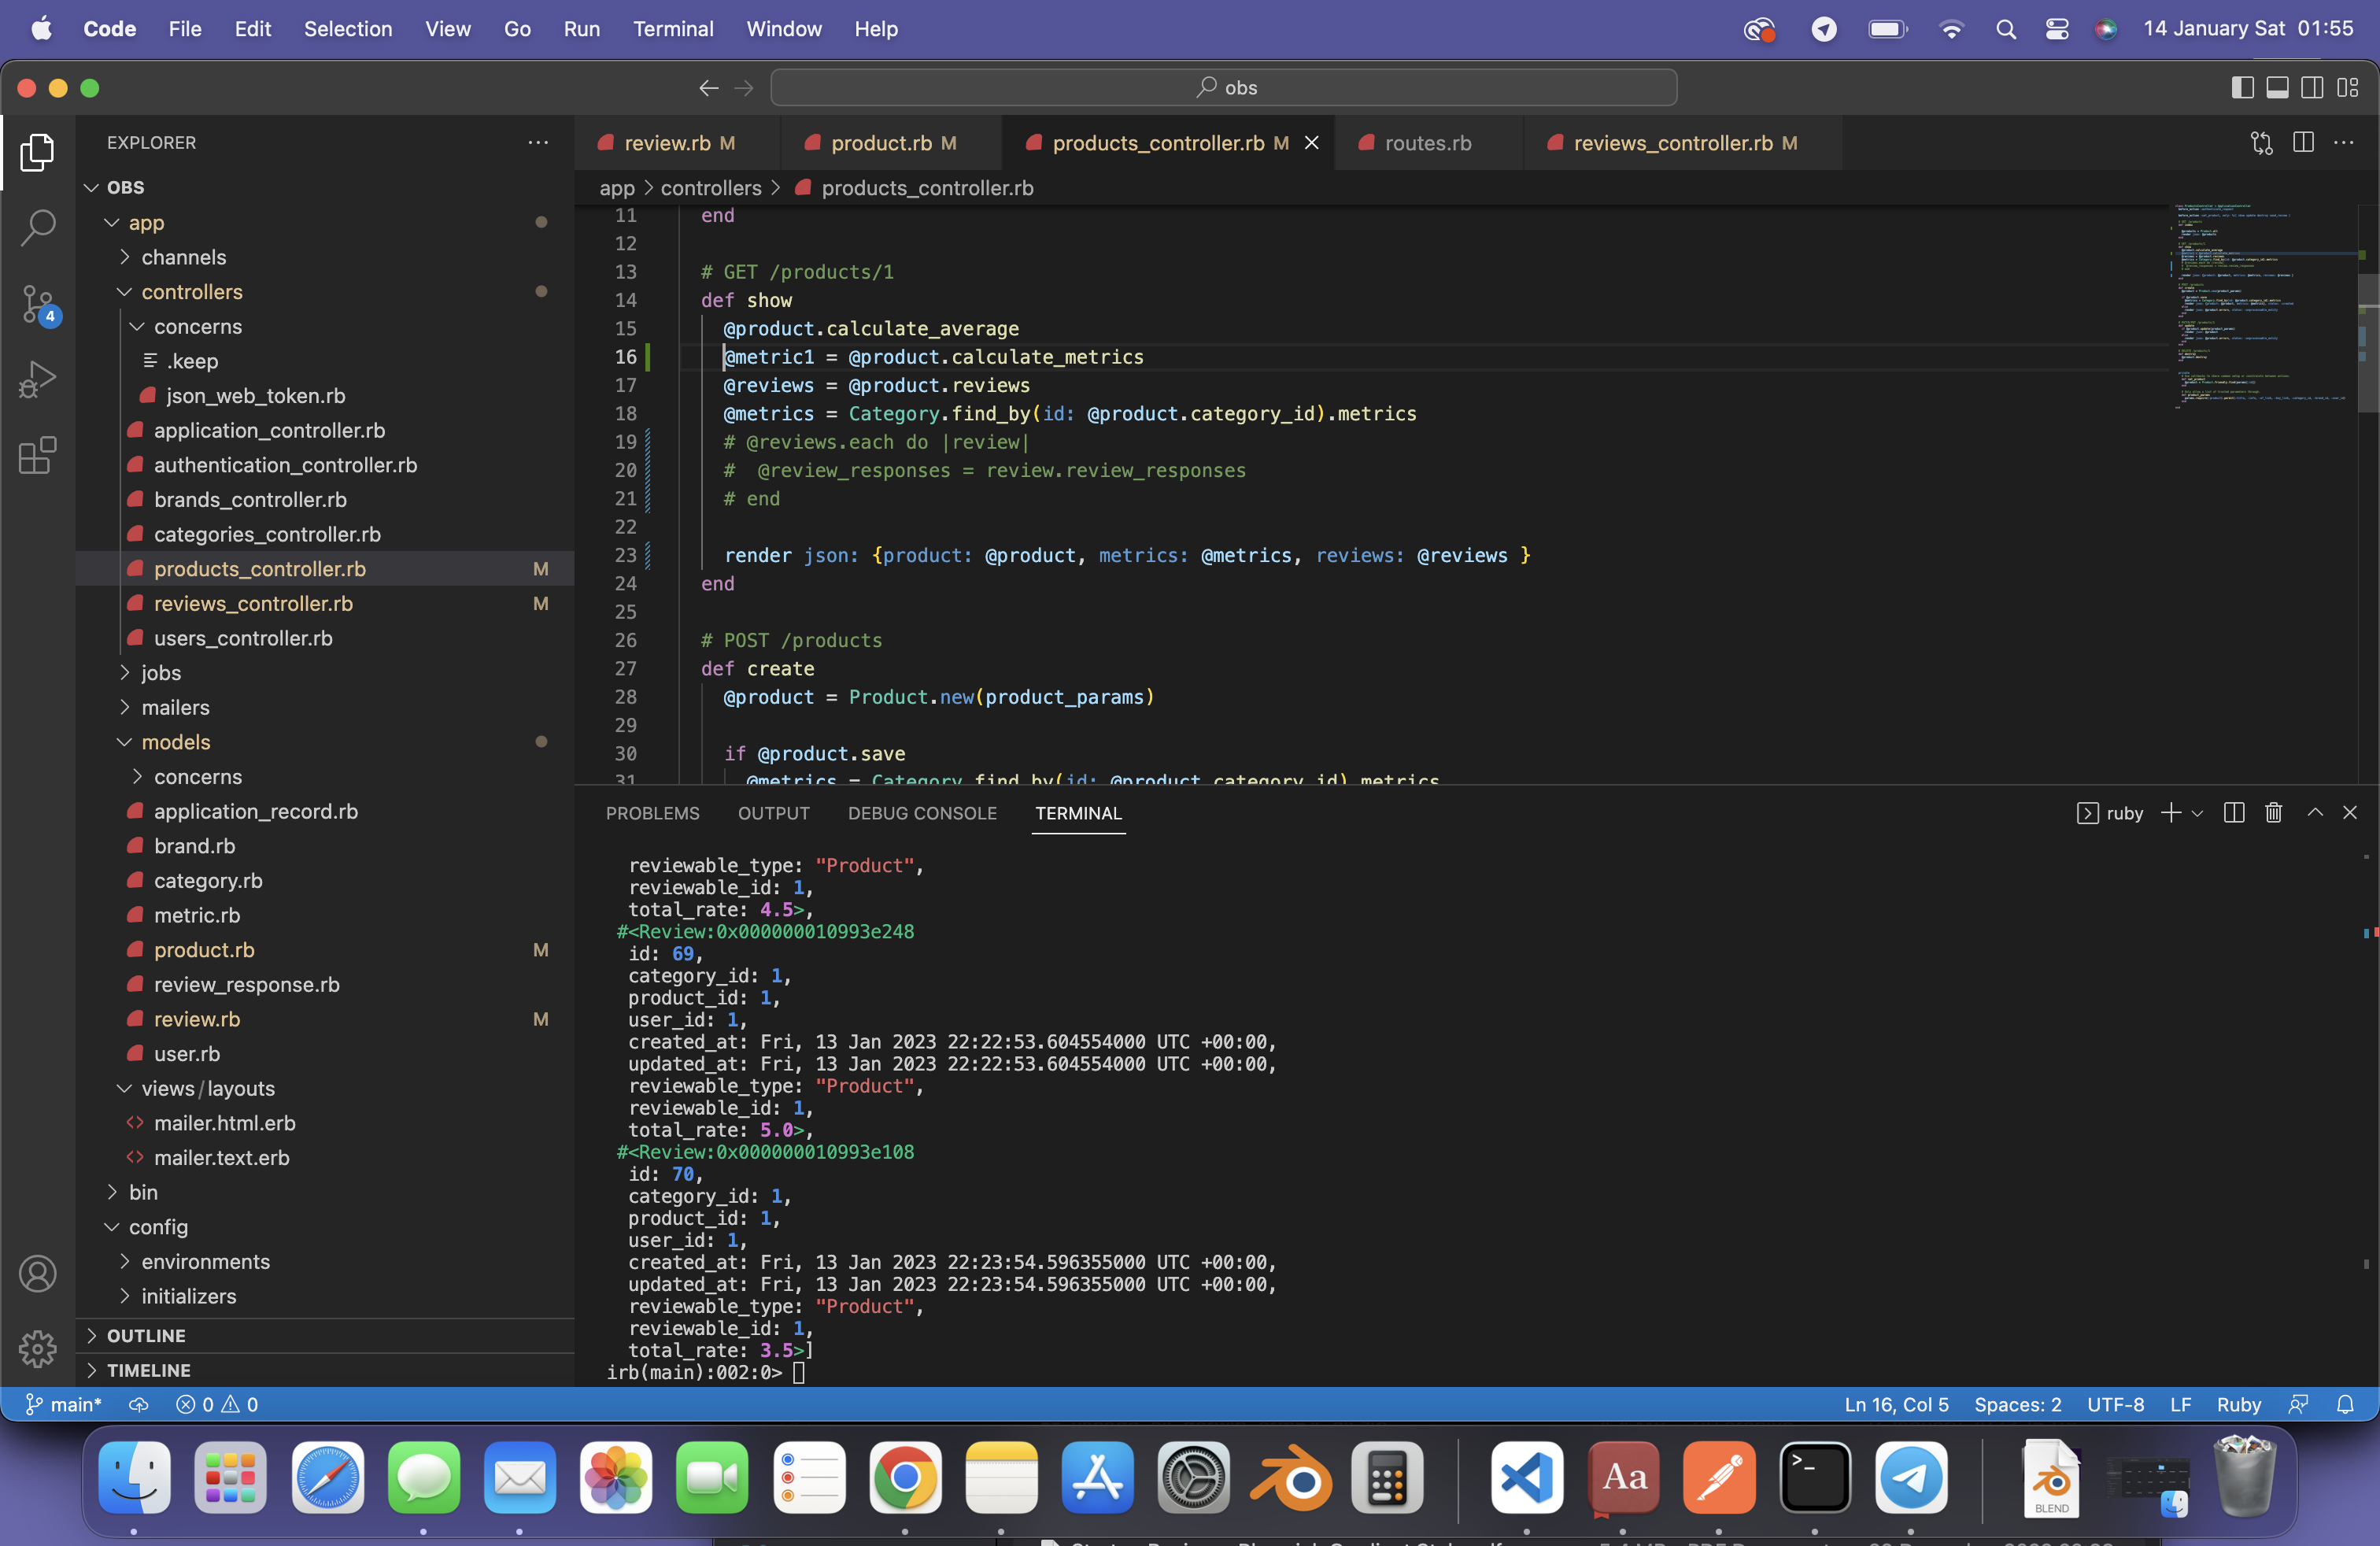 Code File Edit Selection View Go Run Terminal Window Help 14 January Sat 01:55
obs
EXPLORER
OBS
app
channels
controllers
concerns
.keep
json_web_token.rb
application_controller.rb
authentication_controller.rb
brands_controller.rb
categories_controller.rb
products_controller.rb M
reviews_controller.rb M
users_controller.rb
jobs
mailers
models
concerns
application_record.rb
brand.rb
category.rb
metric.rb
product.rb M
review_response.rb
review.rb M
user.rb
views/layouts
mailer.html.erb
mailer.text.erb
bin
config
environments
initializers
OUTLINE
TIMELINE
4
review.rb M product.rb M products_controller.rb M routes.rb reviews_controller.rb M
app > controllers > products_controller.rb
11 end
12
13 # GET /products/1
14 def show
15 @product.calculate_average
16 @metric1 = @product.calculate_metrics
17 @reviews = @product.reviews
18 @metrics = Category.find_by(id: @product.category_id).metrics
19 # @reviews.each do |review|
20 #  @review_responses = review.review_responses
21 # end
22
23 render json: {product: @product, metrics: @metrics, reviews: @reviews }
24 end
25
26 # POST /products
27 def create
28 @product = Product.new(product_params)
29
30 if @product.save
31 @metrics = Category.find_by(id: @product.category_id).metrics
PROBLEMS OUTPUT DEBUG CONSOLE TERMINAL ruby
reviewable_type: "Product",
reviewable_id: 1,
total_rate: 4.5>,
#<Review:0x000000010993e248
id: 69,
category_id: 1,
product_id: 1,
user_id: 1,
created_at: Fri, 13 Jan 2023 22:22:53.604554000 UTC +00:00,
updated_at: Fri, 13 Jan 2023 22:22:53.604554000 UTC +00:00,
reviewable_type: "Product",
reviewable_id: 1,
total_rate: 5.0>,
#<Review:0x000000010993e108
id: 70,
category_id: 1,
product_id: 1,
user_id: 1,
created_at: Fri, 13 Jan 2023 22:23:54.596355000 UTC +00:00,
updated_at: Fri, 13 Jan 2023 22:23:54.596355000 UTC +00:00,
reviewable_type: "Product",
reviewable_id: 1,
total_rate: 3.5>]
irb(main):002:0>
main* 0 0 Ln 16, Col 5 Spaces: 2 UTF-8 LF Ruby
Aa
>_
BLEND